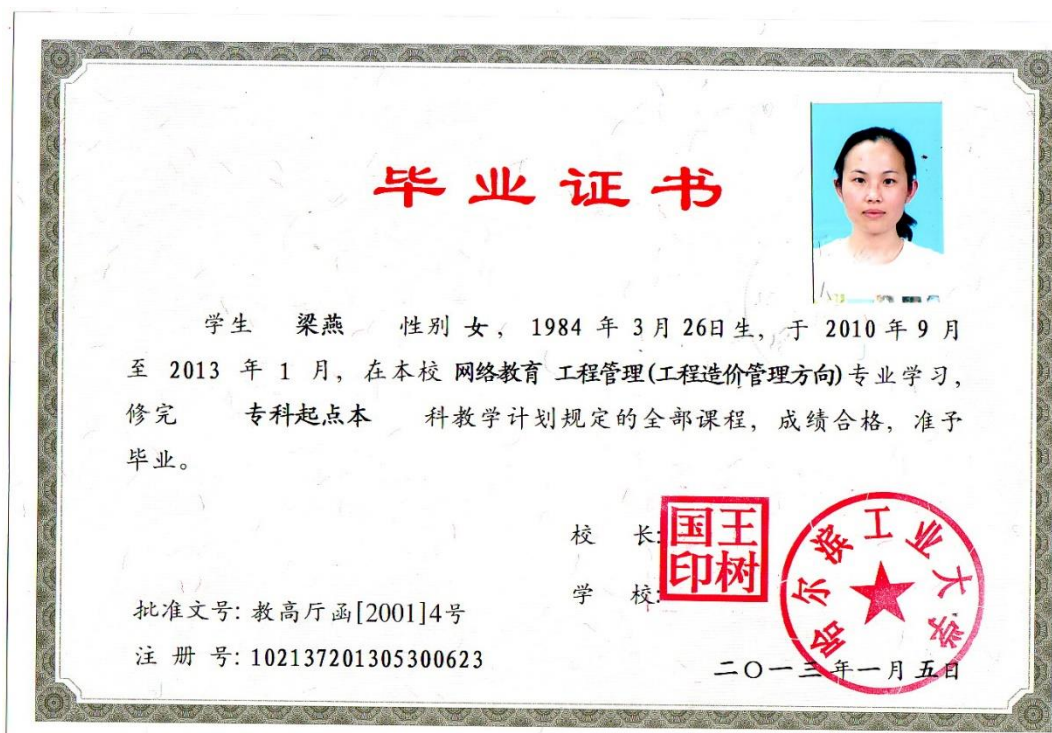 毕业证书
学生 梁燕 性别 女，1984 年 3 月 26日生，于 2010 年 9 月
至 2013 年 1 月，在本校 网络教育 工程管理(工程造价管理方向)专业学习，
修完 专科起点本 科教学计划规定的全部课程，成绩合格，准予
毕业。
校 长:
王树国印
学 校:
哈尔滨工业大学
批准文号: 教高厅函[2001]4号
注 册 号: 102137201305300623
二〇一三年一月五日